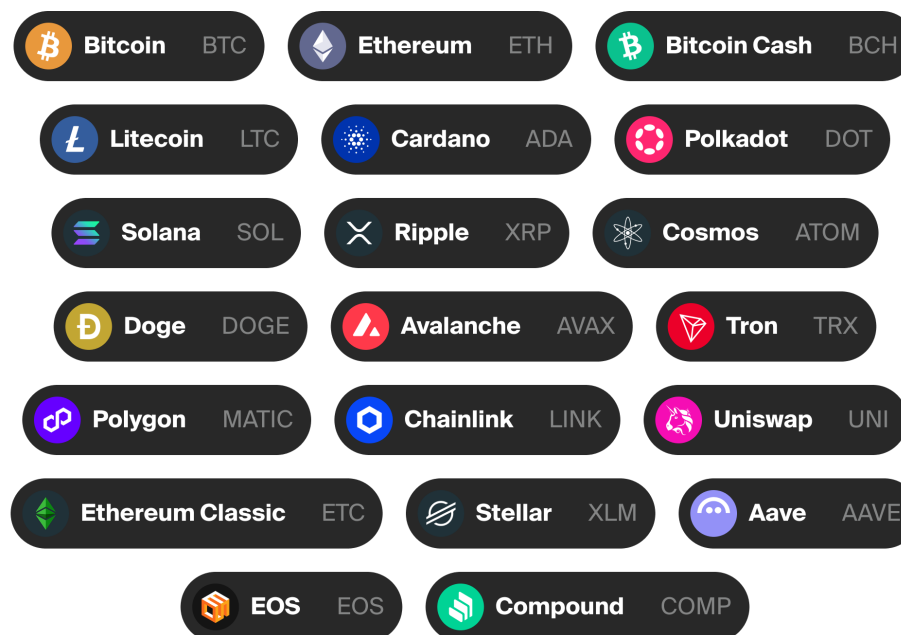 Bitcoin BTC Ethereum ETH Bitcoin Cash BCH
Litecoin LTC Cardano ADA Polkadot DOT
Solana SOL Ripple XRP Cosmos ATOM
Doge DOGE Avalanche AVAX Tron TRX
Polygon MATIC Chainlink LINK Uniswap UNI
Ethereum Classic ETC Stellar XLM Aave AAVE
EOS EOS Compound COMP